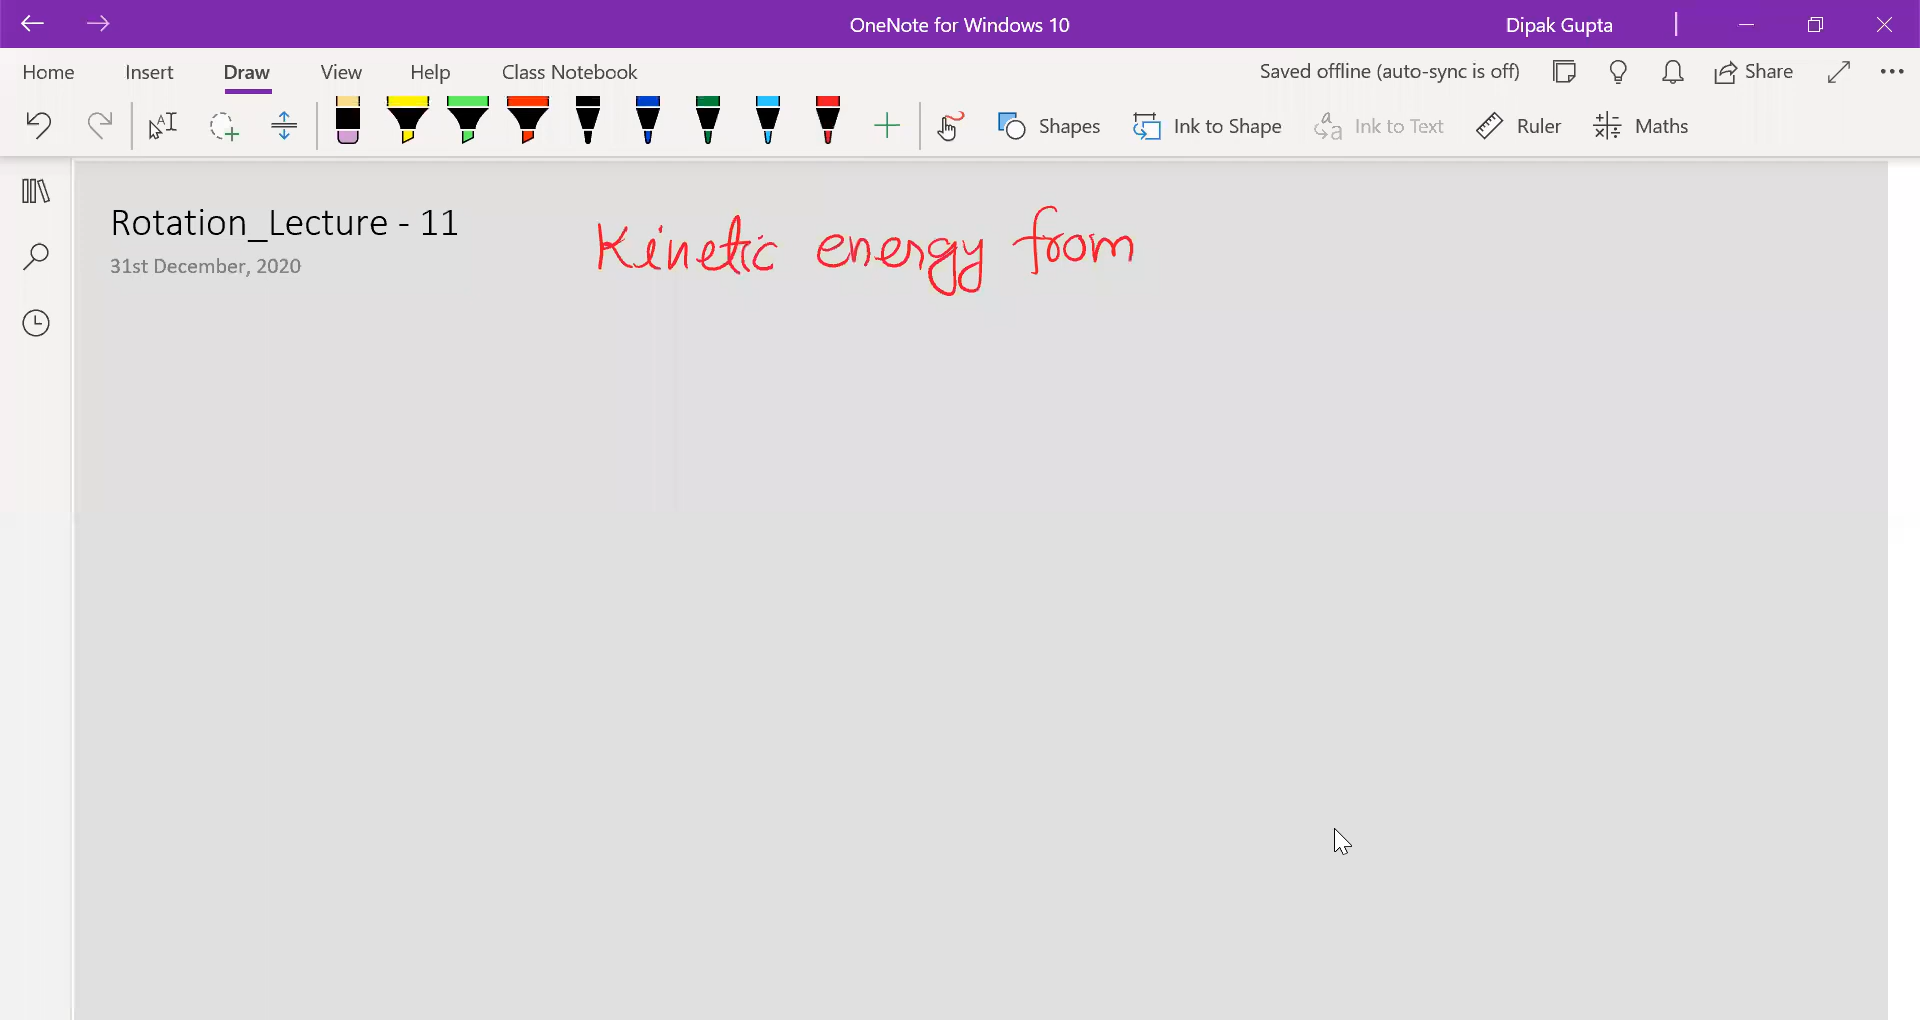 OneNote for Windows 10
Dipak Gupta
Home Insert Draw View Help Class Notebook
Saved offline (auto-sync is off) Share
Shapes Ink to Shape Ink to Text Ruler Maths
Rotation_Lecture - 11
31st December, 2020
Kinetic energy from